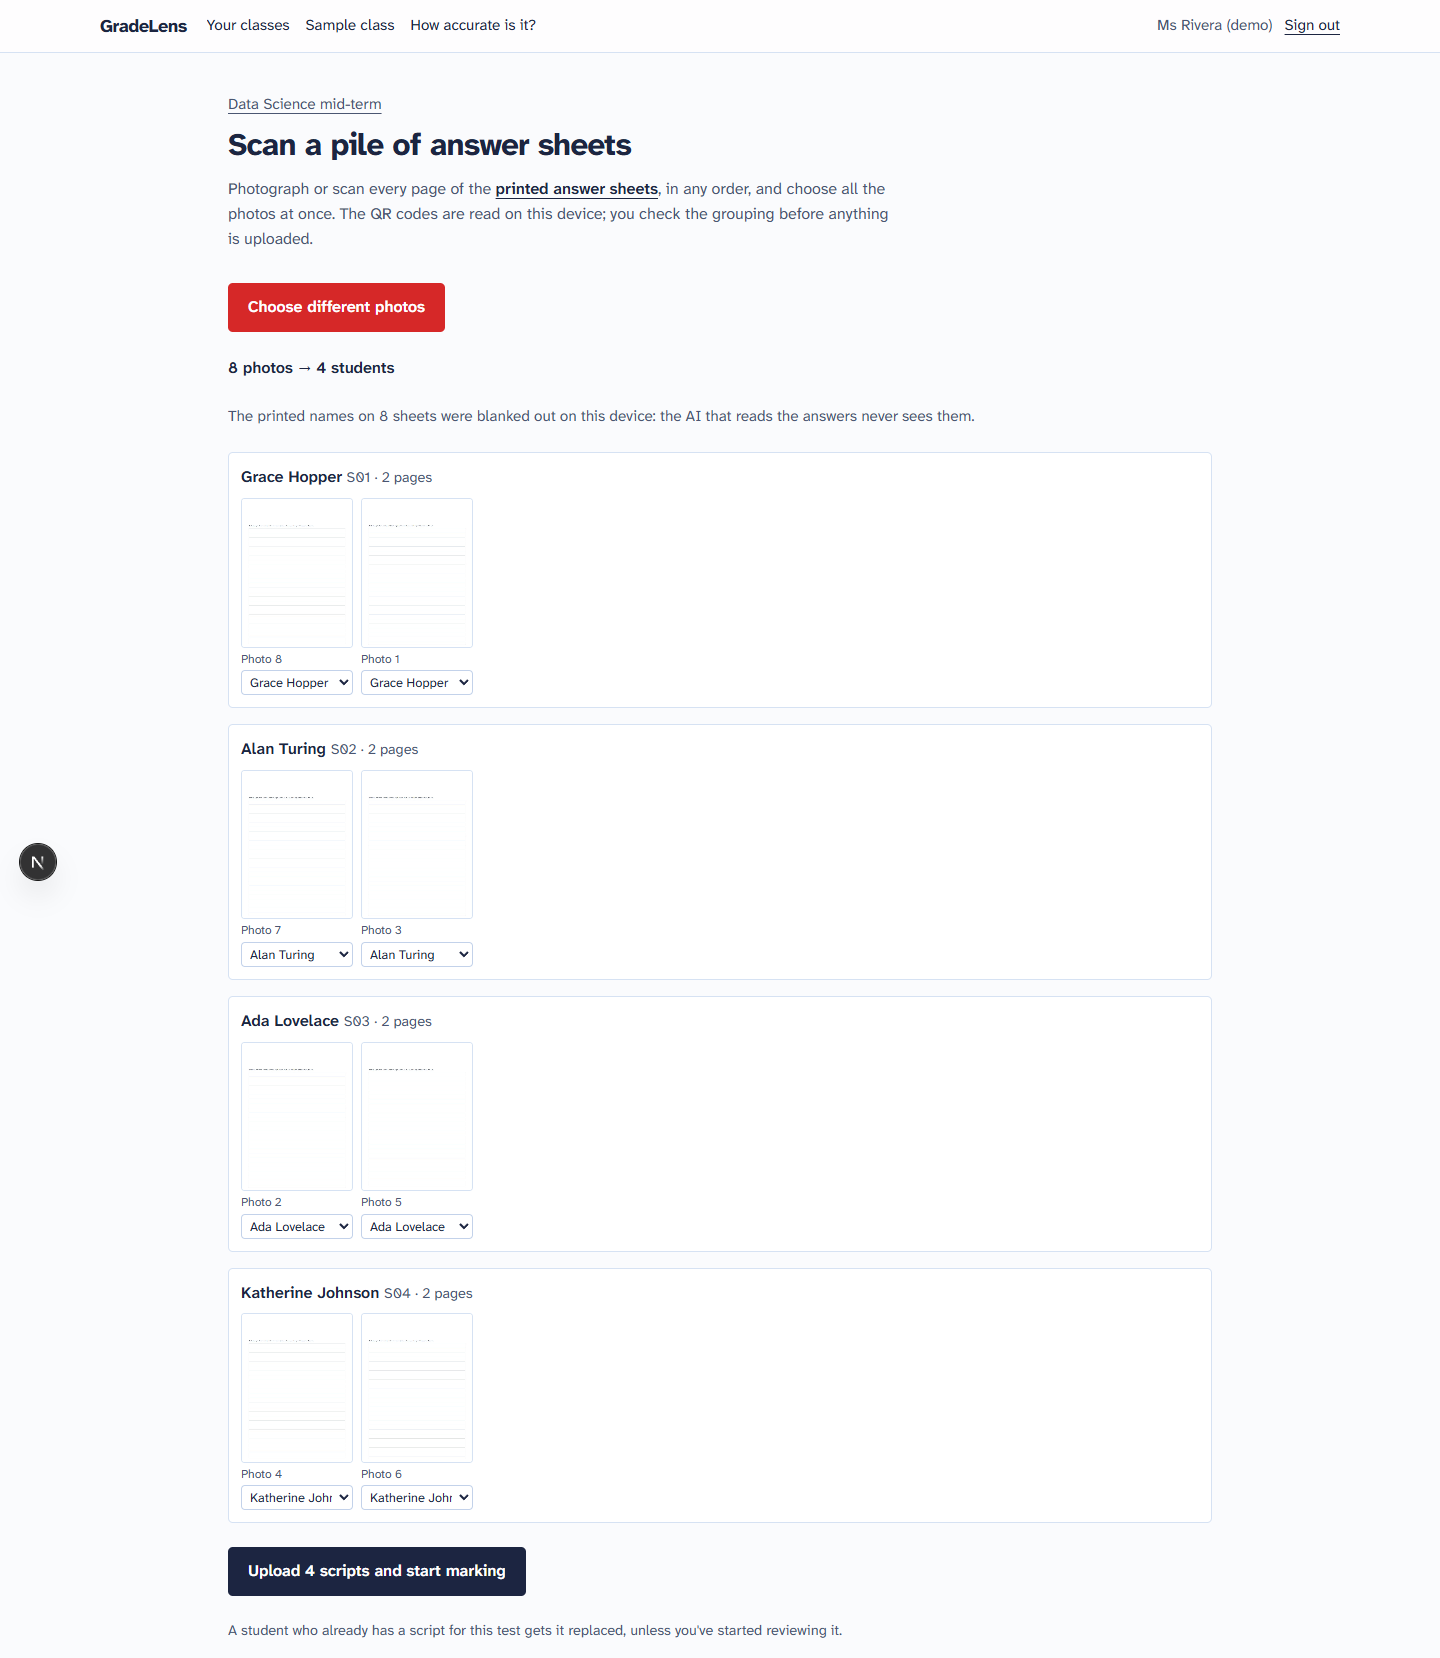 GradeLens Your classes Sample class How accurate is it? Ms Rivera (demo) Sign out
Data Science mid-term
Scan a pile of answer sheets
Photograph or scan every page of the printed answer sheets, in any order, and choose all the
photos at once. The QR codes are read on this device; you check the grouping before anything
is uploaded.
Choose different photos
8 photos → 4 students
The printed names on 8 sheets were blanked out on this device: the AI that reads the answers never sees them.
Grace Hopper S01 · 2 pages
Photo 8 Photo 1
Grace Hopper Grace Hopper
Alan Turing S02 · 2 pages
Photo 7 Photo 3
Alan Turing Alan Turing
N
Ada Lovelace S03 · 2 pages
Photo 2 Photo 5
Ada Lovelace Ada Lovelace
Katherine Johnson S04 · 2 pages
Photo 4 Photo 6
Katherine John Katherine John
Upload 4 scripts and start marking
A student who already has a script for this test gets it replaced, unless you've started reviewing it.